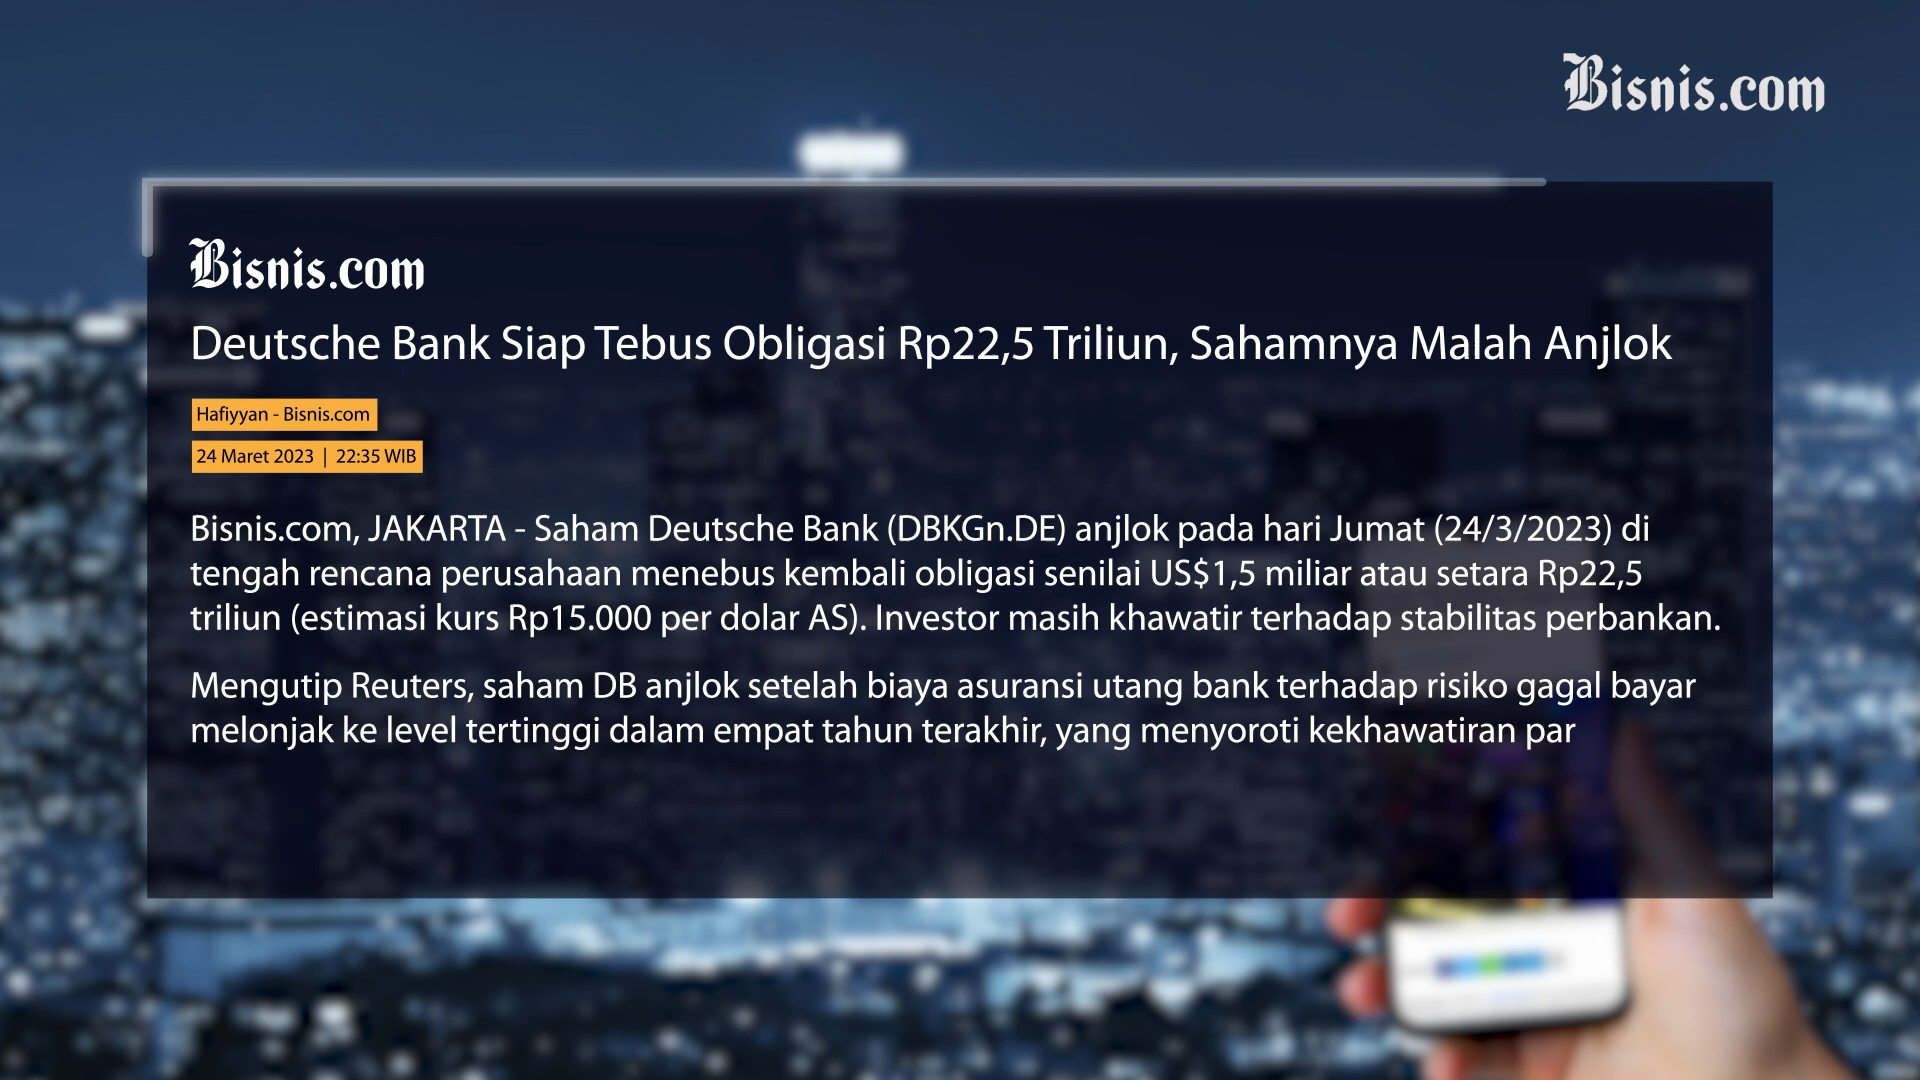 Bisnis.com
Bisnis.com
Deutsche Bank Siap Tebus Obligasi Rp22,5 Triliun, Sahamnya Malah Anjlok
Hafiyyan - Bisnis.com
24 Maret 2023 | 22:35 WIB
Bisnis.com, JAKARTA - Saham Deutsche Bank (DBKGn.DE) anjlok pada hari Jumat (24/3/2023) di
tengah rencana perusahaan menebus kembali obligasi senilai US$1,5 miliar atau setara Rp22,5
triliun (estimasi kurs Rp15.000 per dolar AS). Investor masih khawatir terhadap stabilitas perbankan.
Mengutip Reuters, saham DB anjlok setelah biaya asuransi utang bank terhadap risiko gagal bayar
melonjak ke level tertinggi dalam empat tahun terakhir, yang menyoroti kekhawatiran par